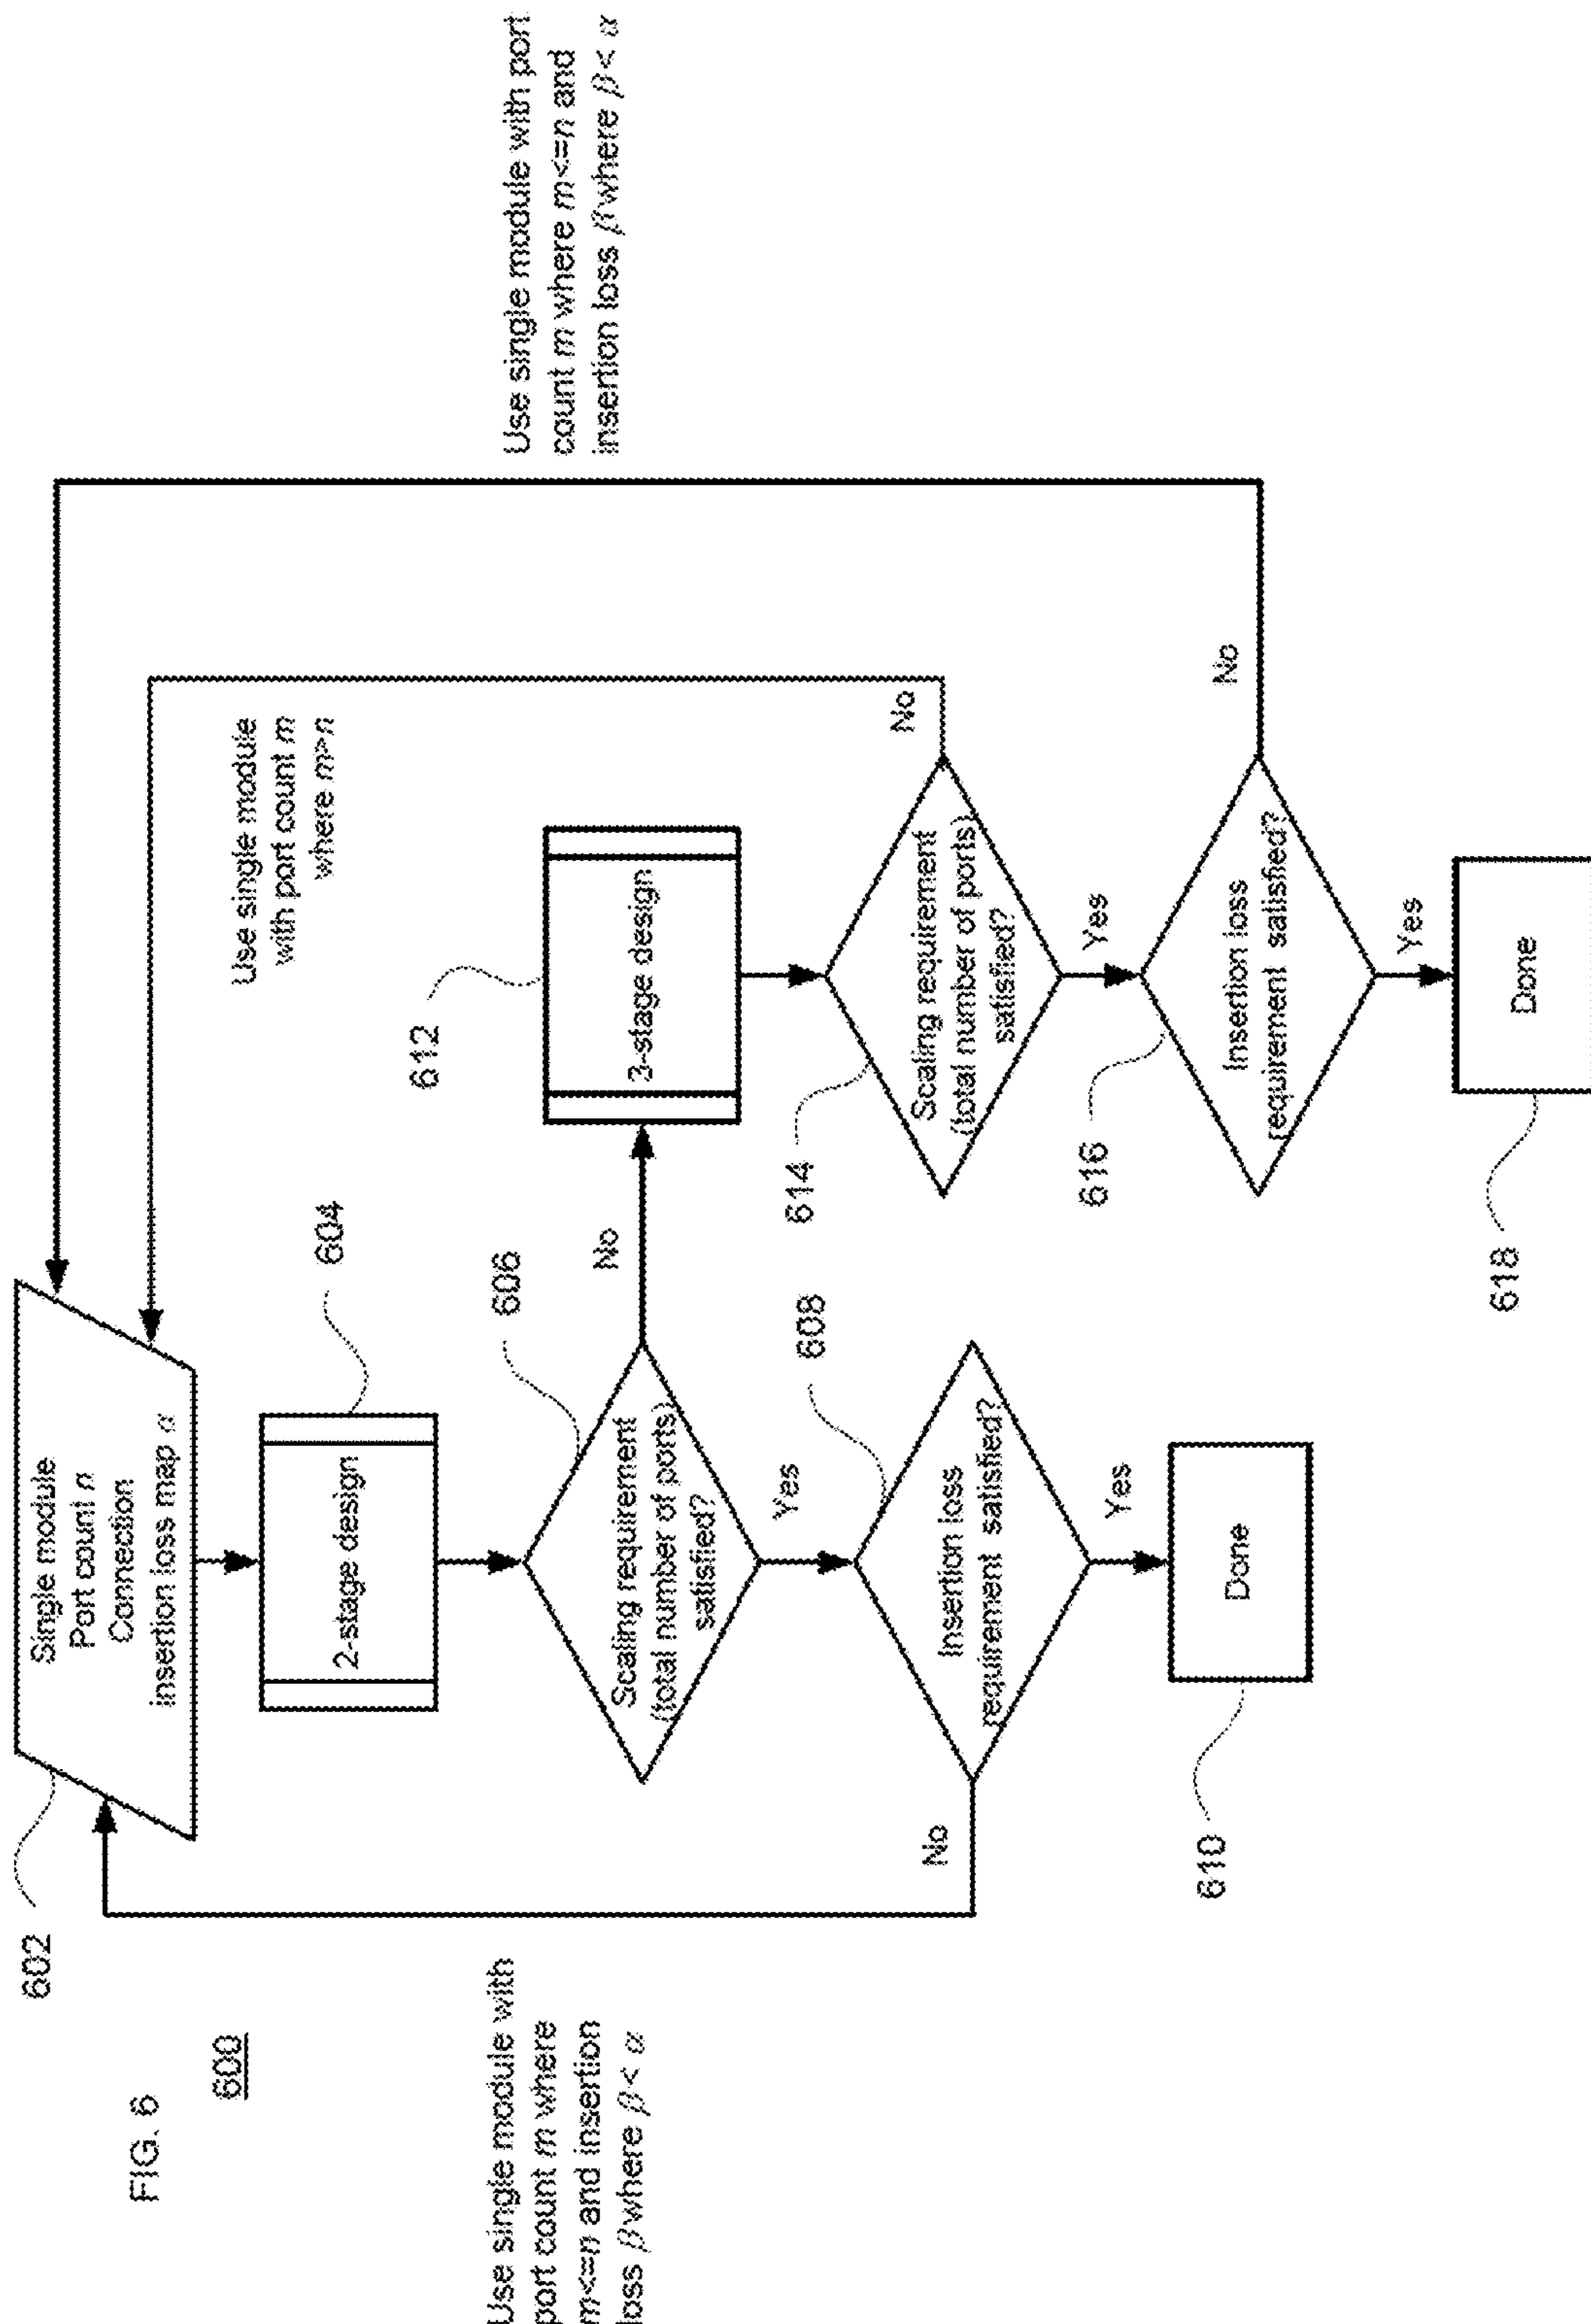 FIG. 6
600
602
Single module
Port count n
Connection
insertion loss map α
604
2-stage design
606
Scaling requirement
(total number of ports)
satisfied?
No
Yes
608
Insertion loss
requirement satisfied?
No
Yes
610
Done
Use single module with
port count m where
m<=n and insertion
loss β where β < α
612
3-stage design
614
Scaling requirement
(total number of ports)
satisfied?
No
Yes
Use single module
with port count m
where m>n
616
Insertion loss
requirement satisfied?
No
Yes
618
Done
Use single module with port
count m where m<=n and
insertion loss β where β < α